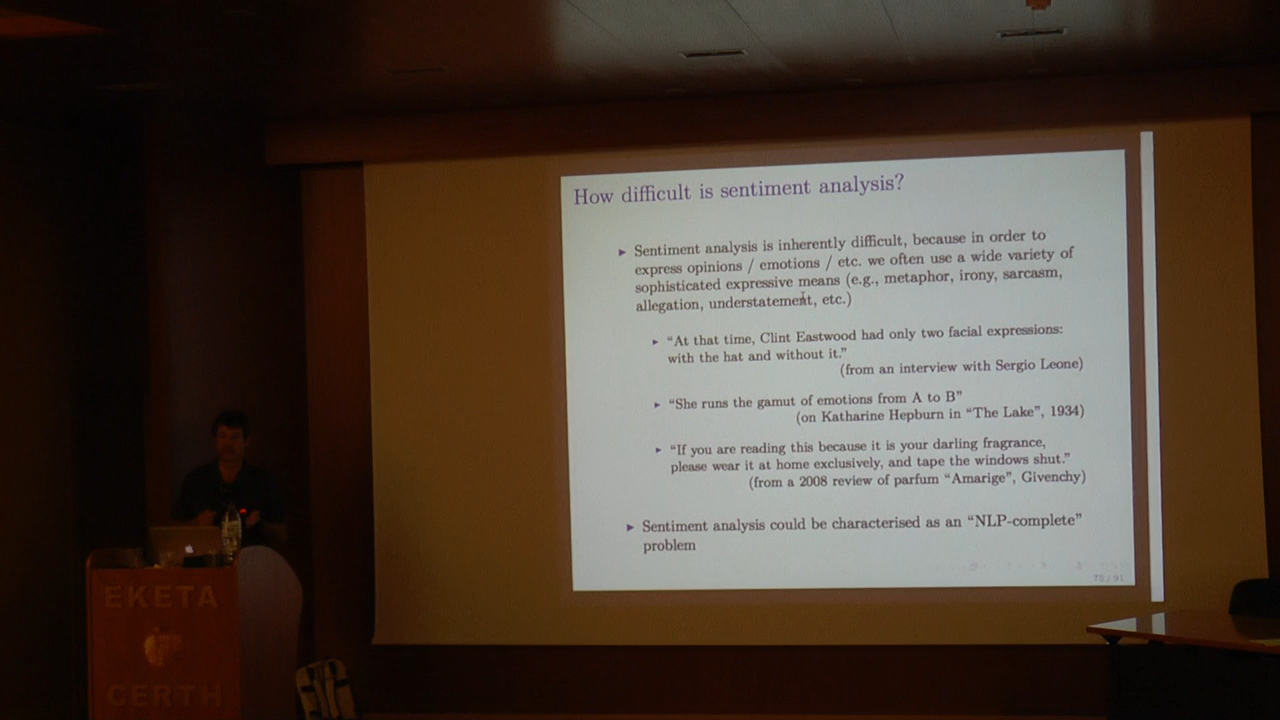 How difficult is sentiment analysis?
▶ Sentiment analysis is inherently difficult, because in order to
express opinions / emotions / etc. we often use a wide variety of
sophisticated expressive means (e.g., metaphor, irony, sarcasm,
allegation, understatement, etc.)
▶ “At that time, Clint Eastwood had only two facial expressions:
with the hat and without it.”
(from an interview with Sergio Leone)
▶ “She runs the gamut of emotions from A to B”
(on Katharine Hepburn in “The Lake”, 1934)
▶ “If you are reading this because it is your darling fragrance,
please wear it at home exclusively, and tape the windows shut.”
(from a 2008 review of parfum “Amarige”, Givenchy)
▶ Sentiment analysis could be characterised as an “NLP-complete”
problem
EKETA
CERTH